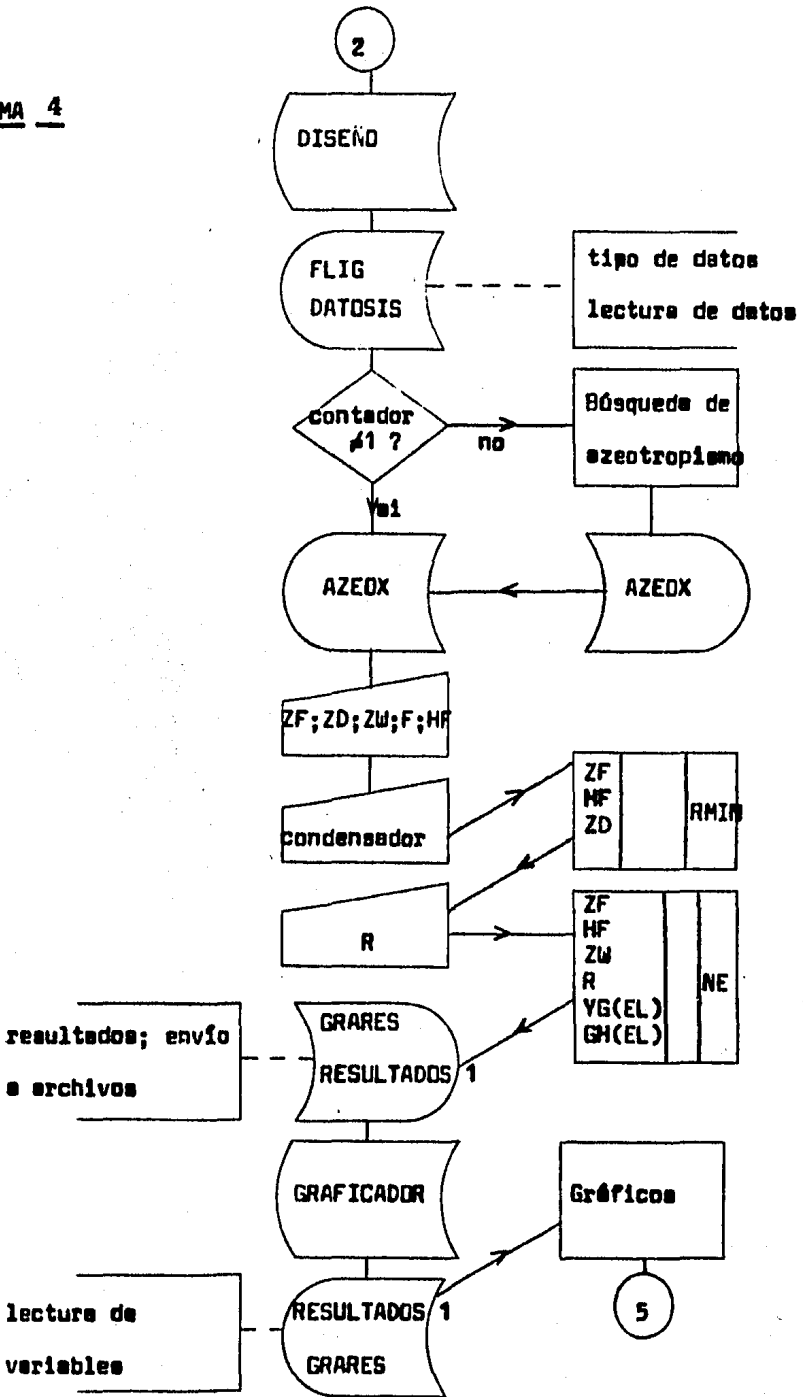 2
MA 4
DISEÑO
FLIG
DATOSIS
tipo de datos
lectura de datos
contador
≠1 ?
no
Búsqueda de
azeotropismo
si
AZEOX
AZEOX
ZF;ZD;ZW;F;HF
condensador
ZF
HF
ZD
RMIN
R
ZF
HF
ZW
R
YG(EL)
GH(EL)
NE
resultados; envío
a archivos
GRARES
RESULTADOS 1
GRAFICADOR
Gráficos
lectura de
variables
RESULTADOS 1
GRARES
5